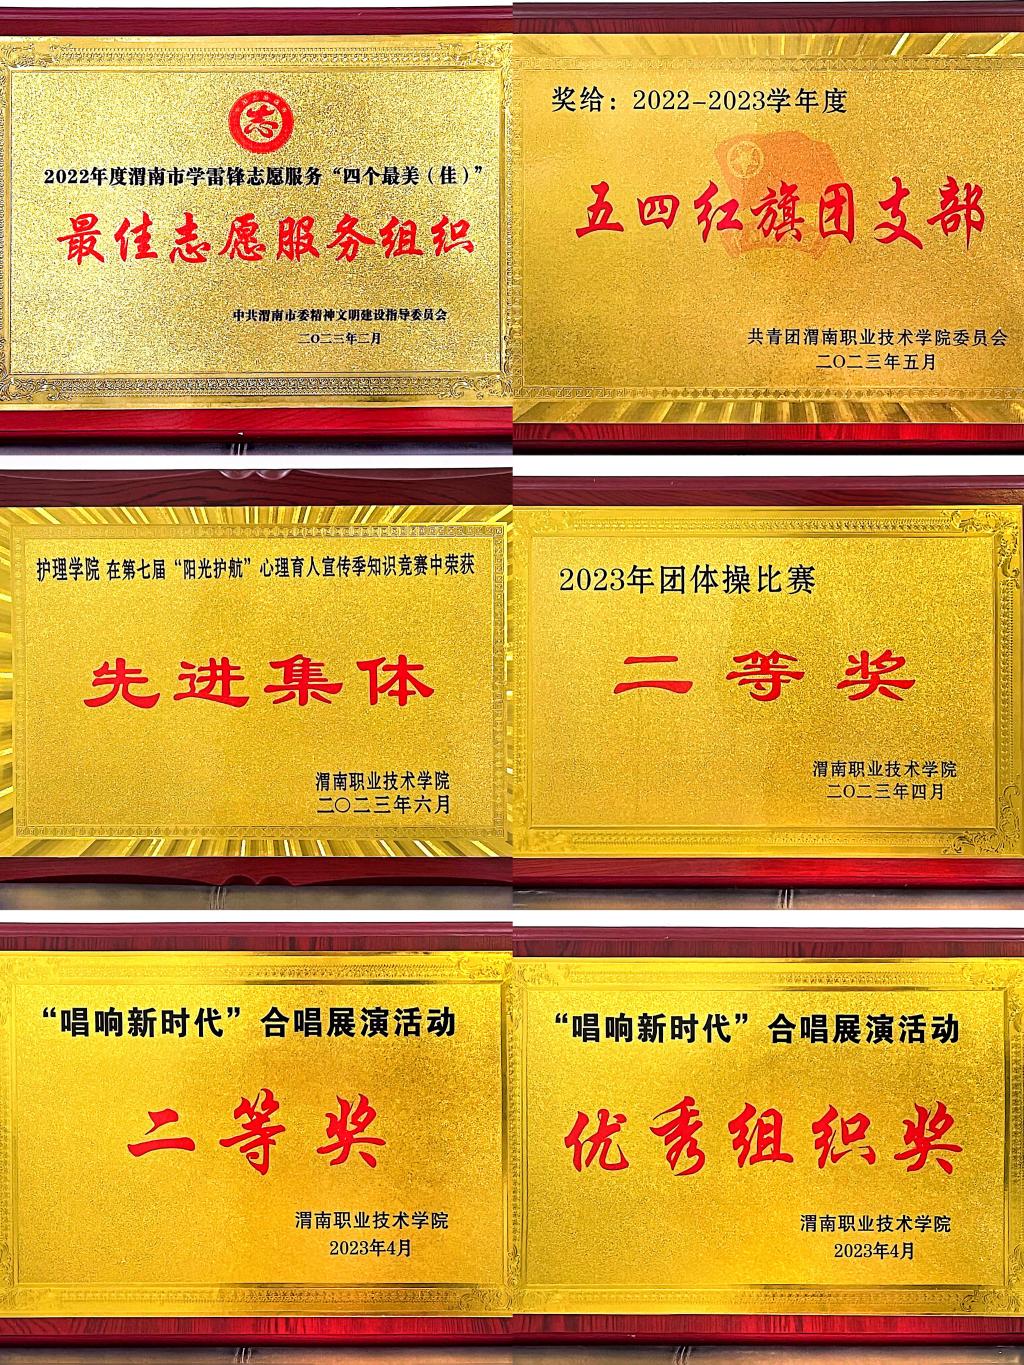 志
2022年度渭南市学雷锋志愿服务“四个最美（佳）”
最佳志愿服务组织
中共渭南市委精神文明建设指导委员会
二〇二三年二月
奖给：2022-2023学年度
五四红旗团支部
共青团渭南职业技术学院委员会
二〇二三年五月
护理学院 在第七届“阳光护航”心理育人宣传季知识竞赛中荣获
先进集体
渭南职业技术学院
二〇二三年六月
2023年团体操比赛
二等奖
渭南职业技术学院
二〇二三年四月
“唱响新时代”合唱展演活动
二等奖
渭南职业技术学院
2023年4月
“唱响新时代”合唱展演活动
优秀组织奖
渭南职业技术学院
2023年4月